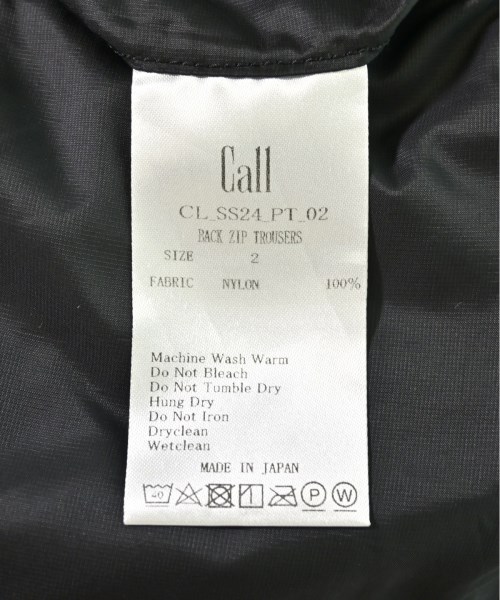 Call
CL_SS24_PT_02
BACK ZIP TROUSERS
SIZE 2
FABRIC NYLON 100%
Machine Wash Warm
Do Not Bleach
Do Not Tumble Dry
Hung Dry
Do Not Iron
Dryclean
Wetclean
MADE IN JAPAN
40 P W